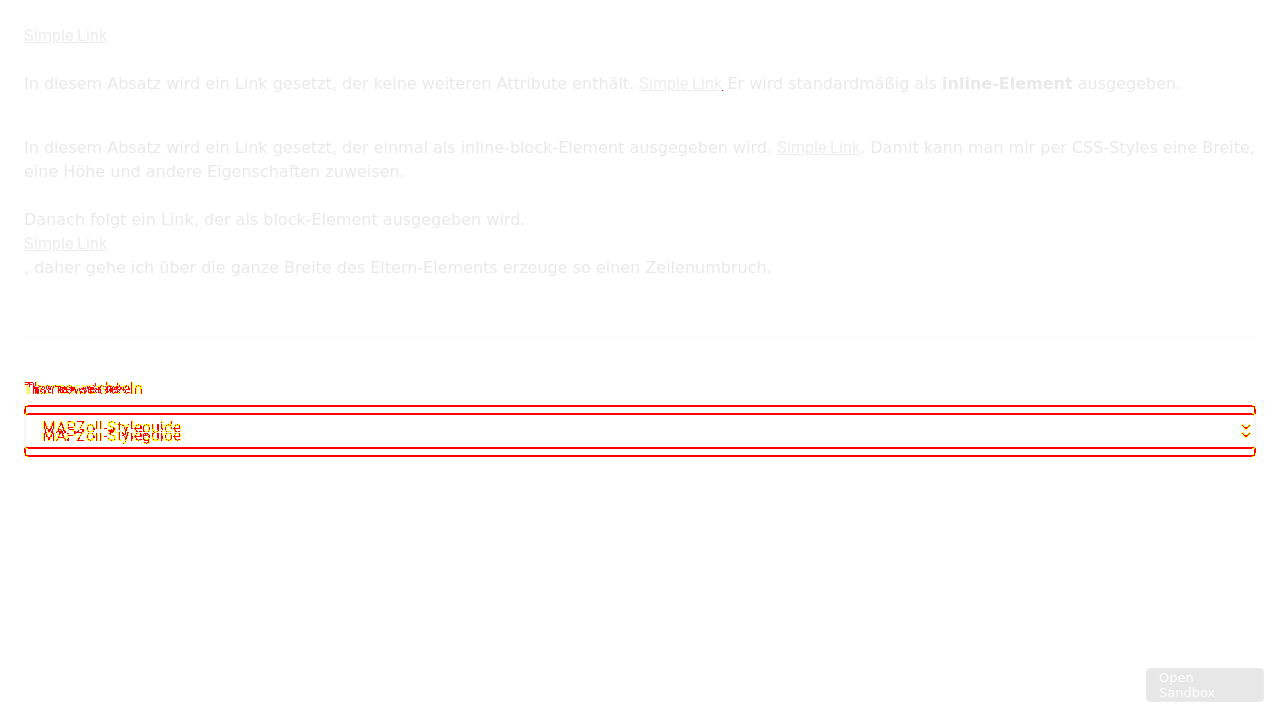 Simple Link
In diesem Absatz wird ein Link gesetzt, der keine weiteren Attribute enthält. Simple Link Er wird standardmäßig als inline-Element ausgegeben.
In diesem Absatz wird ein Link gesetzt, der einmal als inline-block-Element ausgegeben wird. Simple Link. Damit kann man mir per CSS-Styles eine Breite,
eine Höhe und andere Eigenschaften zuweisen.
Danach folgt ein Link, der als block-Element ausgegeben wird.
Simple Link
, daher gehe ich über die ganze Breite des Eltern-Elements erzeuge so einen Zeilenumbruch.
MAPZoll-Styleguide
MAPZoll-Styleguide
Open
Sandbox